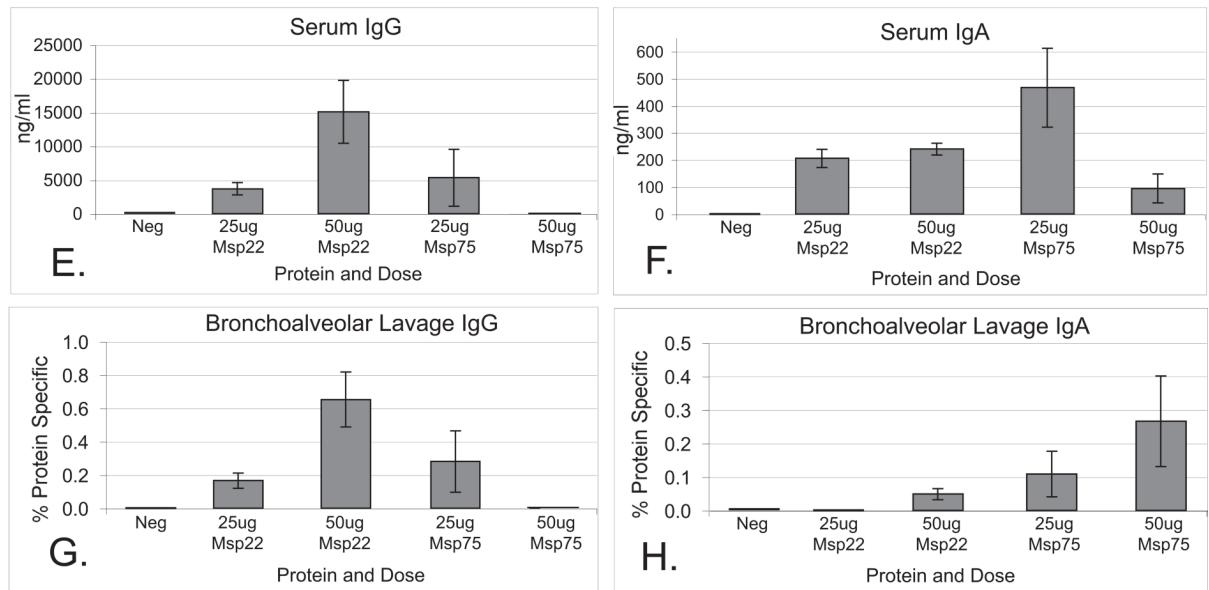 Serum IgG
25000
20000
15000
10000
5000
0
ng/ml
Neg 25ug 50ug 25ug 50ug
Msp22 Msp22 Msp75 Msp75
E.
Protein and Dose
Serum IgA
600
500
400
300
200
100
0
ng/ml
Neg 25ug 50ug 25ug 50ug
Msp22 Msp22 Msp75 Msp75
F.
Protein and Dose
Bronchoalveolar Lavage IgG
1.0
0.8
0.6
0.4
0.2
0.0
% Protein Specific
Neg 25ug 50ug 25ug 50ug
Msp22 Msp22 Msp75 Msp75
G.
Protein and Dose
Bronchoalveolar Lavage IgA
0.5
0.4
0.3
0.2
0.1
0.0
% Protein Specific
Neg 25ug 50ug 25ug 50ug
Msp22 Msp22 Msp75 Msp75
H.
Protein and Dose